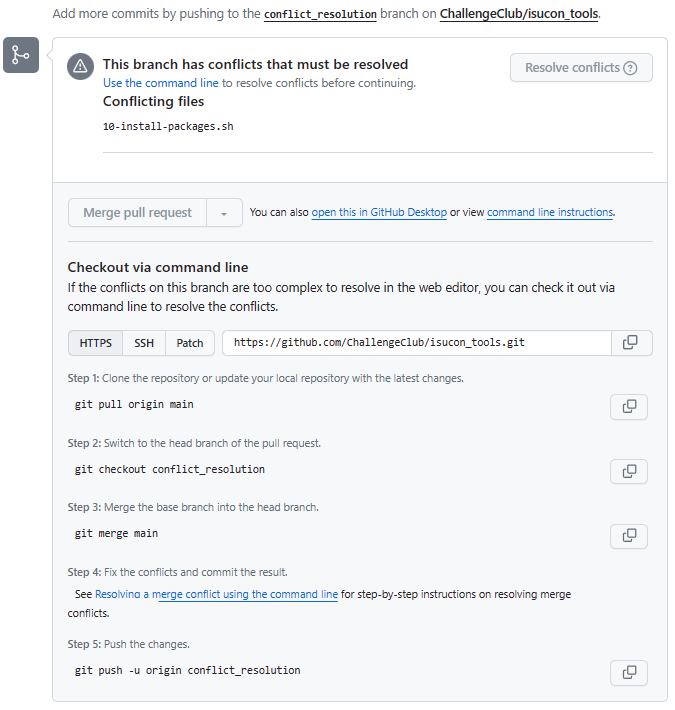 Add more commits by pushing to the conflict_resolution branch on ChallengeClub/isucon_tools.
This branch has conflicts that must be resolved
Use the command line to resolve conflicts before continuing.
Resolve conflicts
Conflicting files
10-install-packages.sh
Merge pull request
You can also open this in GitHub Desktop or view command line instructions.
Checkout via command line
If the conflicts on this branch are too complex to resolve in the web editor, you can check it out via
command line to resolve the conflicts.
HTTPS SSH Patch https://github.com/ChallengeClub/isucon_tools.git
Step 1: Clone the repository or update your local repository with the latest changes.
git pull origin main
Step 2: Switch to the head branch of the pull request.
git checkout conflict_resolution
Step 3: Merge the base branch into the head branch.
git merge main
Step 4: Fix the conflicts and commit the result.
See Resolving a merge conflict using the command line for step-by-step instructions on resolving merge
conflicts.
Step 5: Push the changes.
git push -u origin conflict_resolution